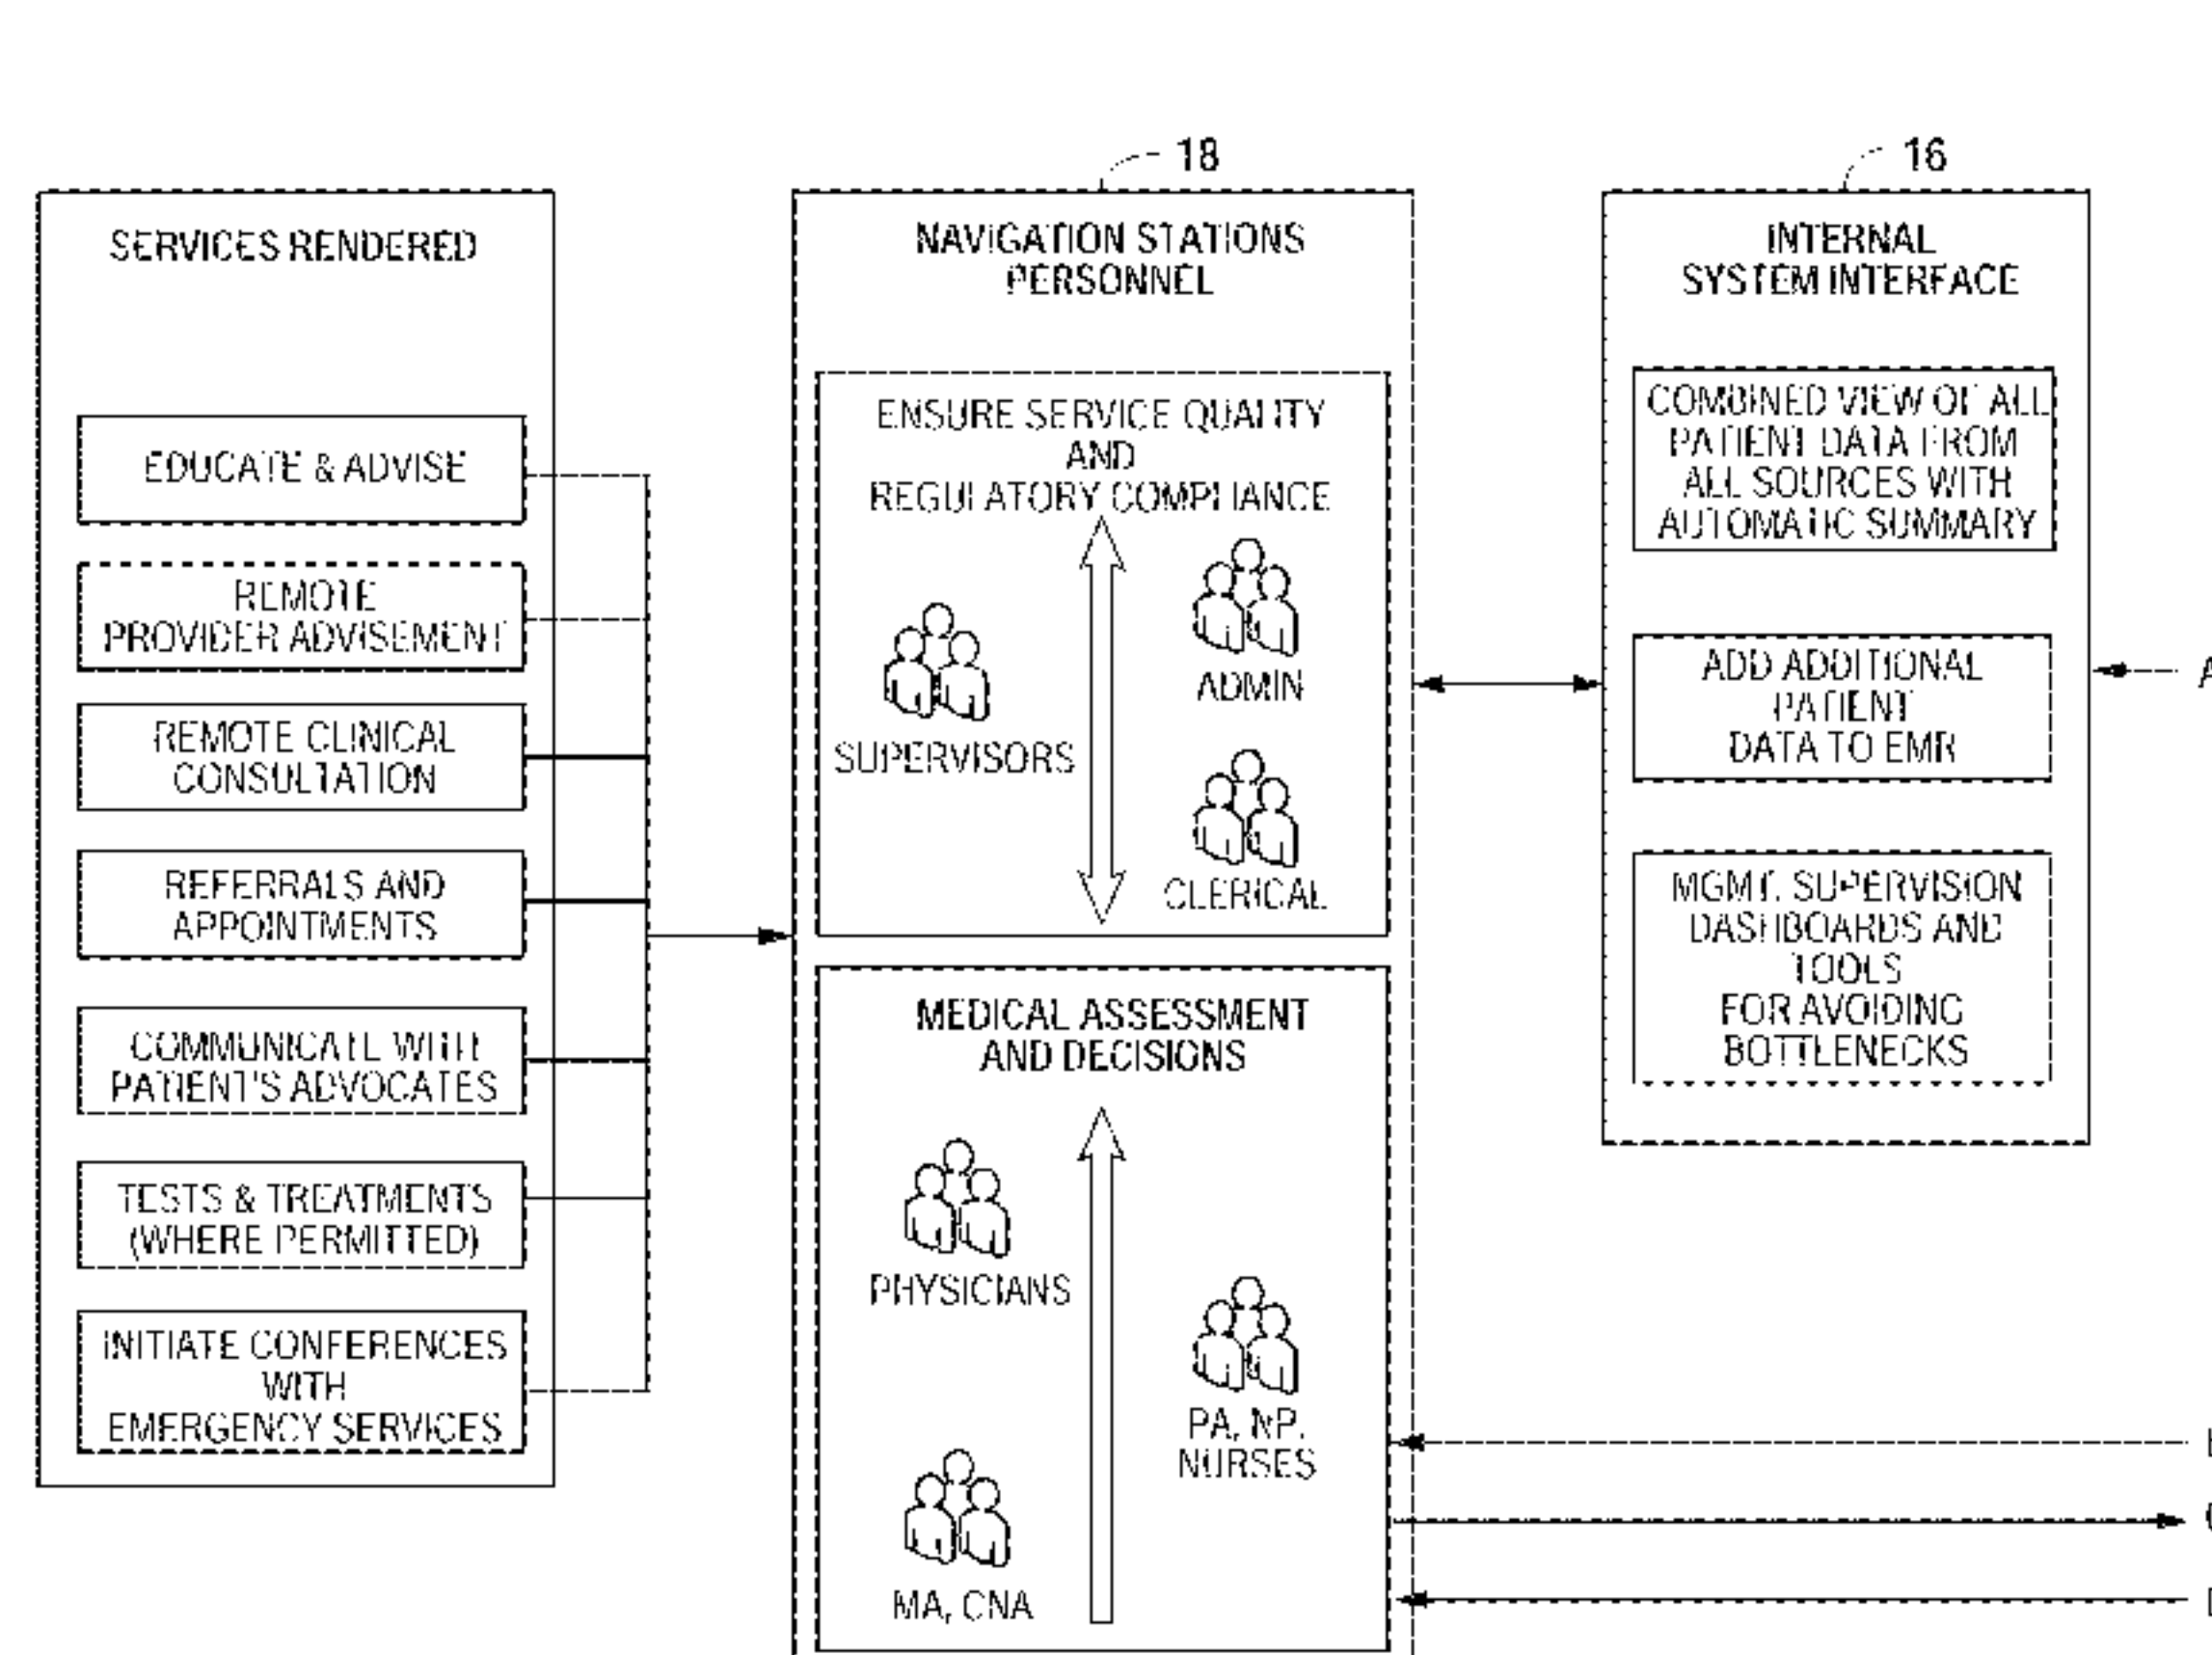 18
16
SERVICES RENDERED
EDUCATE & ADVISE
REMOTE
PROVIDER ADVISEMENT
REMOTE CLINICAL
CONSULTATION
REFERRALS AND
APPOINTMENTS
COMMUNICATE WITH
PATIENT'S ADVOCATES
TESTS & TREATMENTS
(WHERE PERMITTED)
INITIATE CONFERENCES
WITH
EMERGENCY SERVICES
NAVIGATION STATIONS
PERSONNEL
ENSURE SERVICE QUALITY
AND
REGULATORY COMPLIANCE
SUPERVISORS
ADMIN
CLERICAL
MEDICAL ASSESSMENT
AND DECISIONS
PHYSICIANS
PA, NP,
NURSES
MA, CNA
INTERNAL
SYSTEM INTERFACE
COMBINED VIEW OF ALL
PATIENT DATA FROM
ALL SOURCES WITH
AUTOMATIC SUMMARY
ADD ADDITIONAL
PATIENT
DATA TO EMR
MGMT. SUPERVISION
DASHBOARDS AND
TOOLS
FOR AVOIDING
BOTTLENECKS